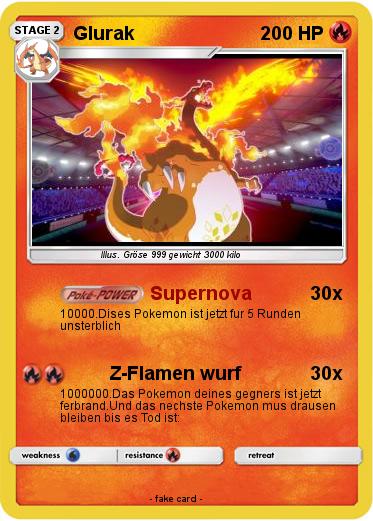 STAGE 2 Glurak 200 HP
Illus. Gröse 999 gewicht 3000 kilo
Poké-POWER Supernova 30x
10000.Dises Pokemon ist jetzt fur 5 Runden
unsterblich
Z-Flamen wurf 30x
1000000.Das Pokemon deines gegners ist jetzt
ferbrand.Und das nechste Pokemon mus drausen
bleiben bis es Tod ist:
weakness resistance retreat
- fake card -